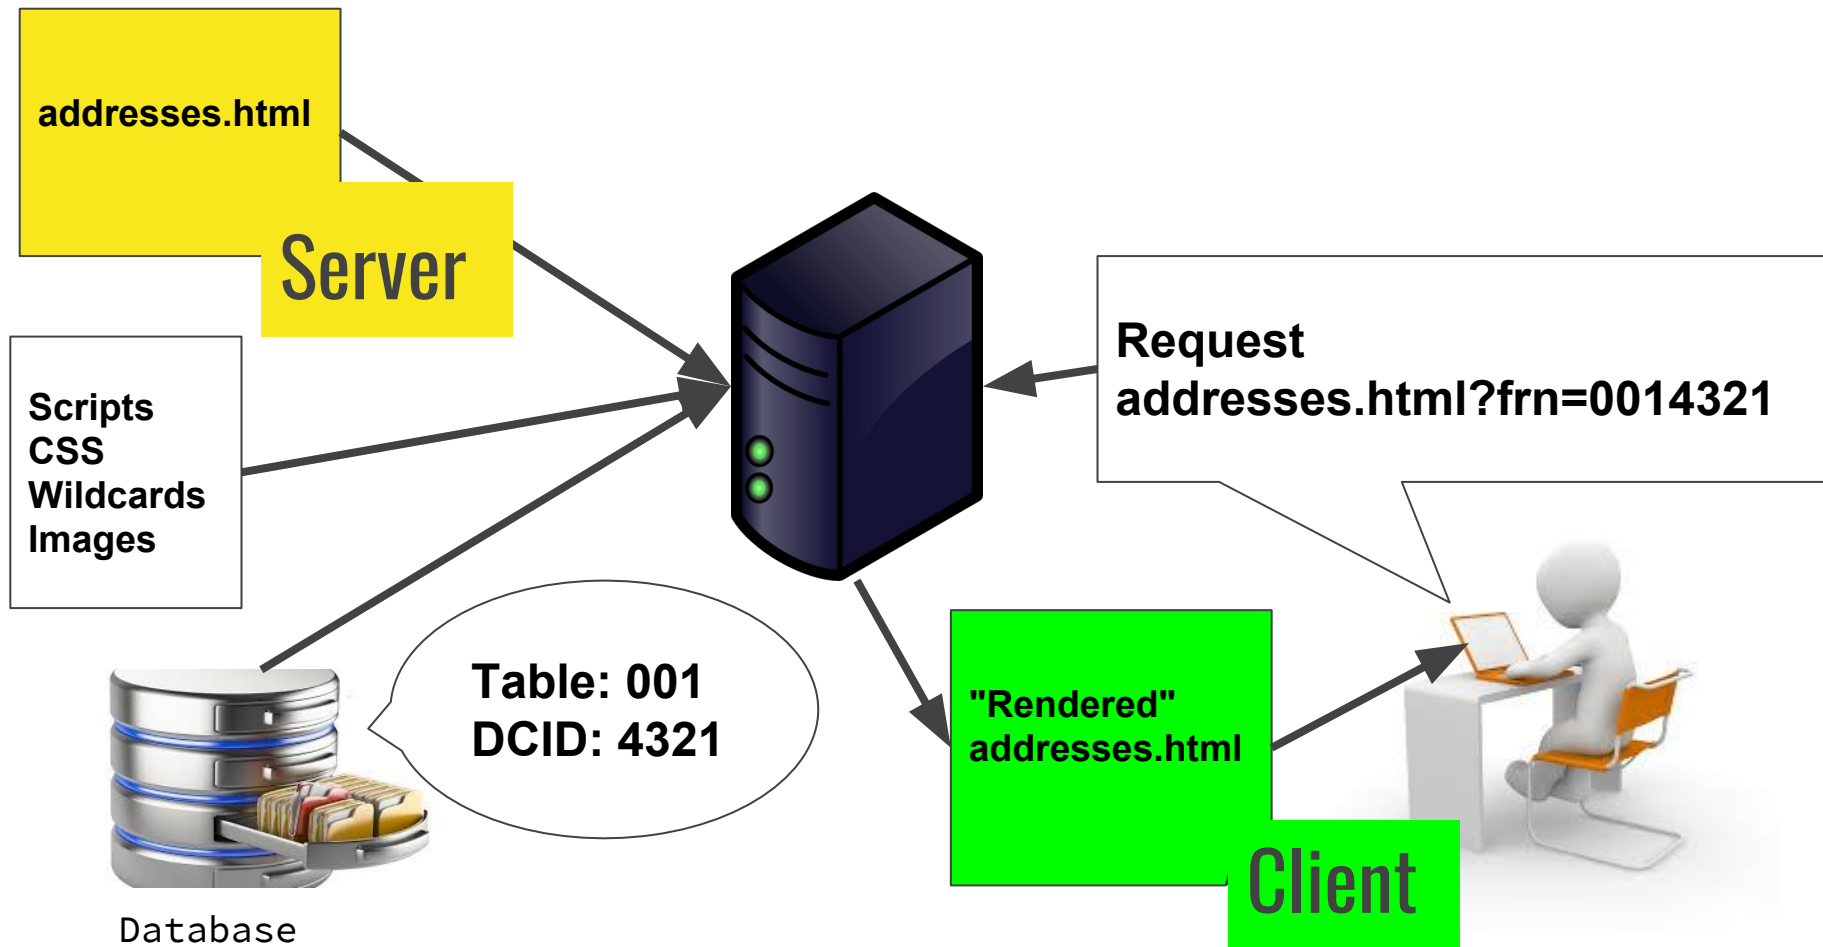 addresses.html
Server
Scripts
CSS
Wildcards
Images
Table: 001
DCID: 4321
Database
Request
addresses.html?frn=0014321
"Rendered"
addresses.html
Client